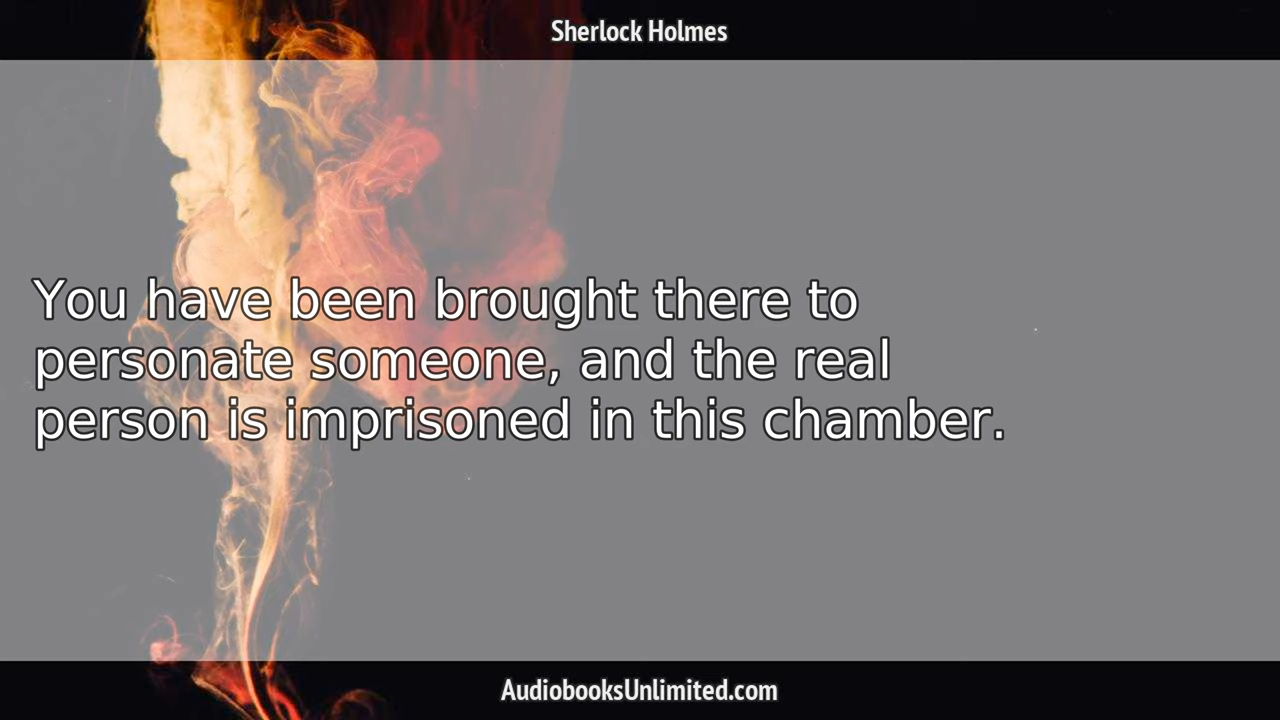 Sherlock Holmes
You have been brought there to
personate someone, and the real
person is imprisoned in this chamber.
AudiobooksUnlimited.com